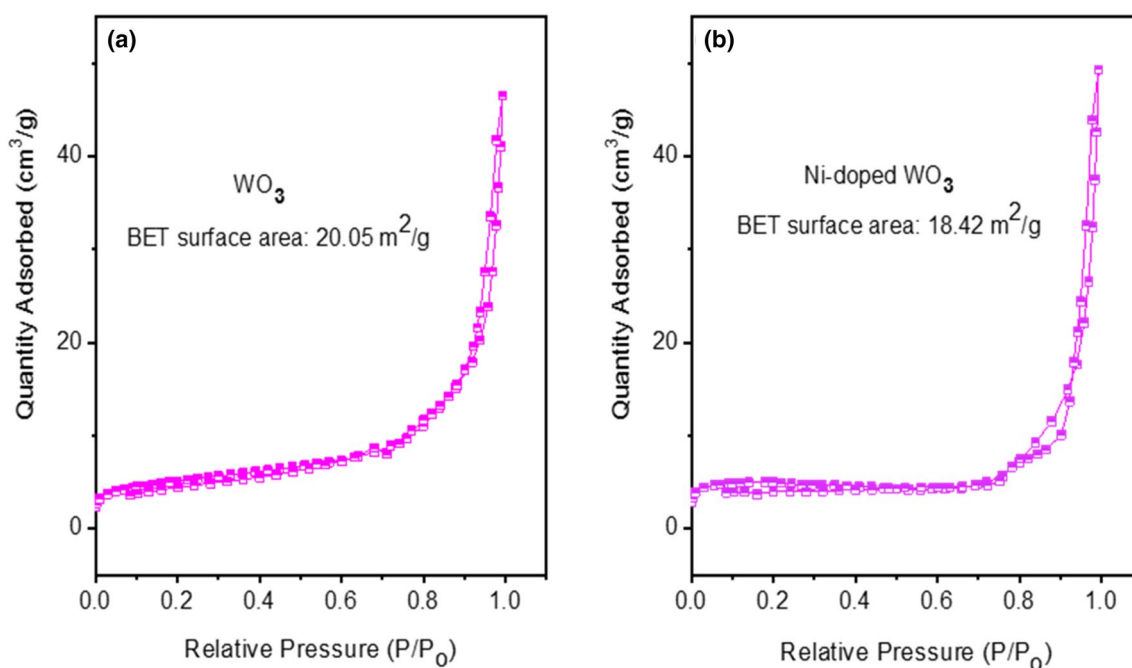 (a)
Quantity Adsorbed (cm³/g)
40
20
0
WO₃
BET surface area: 20.05 m²/g
0.0 0.2 0.4 0.6 0.8 1.0
Relative Pressure (P/P₀)
(b)
Quantity Adsorbed (cm³/g)
40
20
0
Ni-doped WO₃
BET surface area: 18.42 m²/g
0.0 0.2 0.4 0.6 0.8 1.0
Relative Pressure (P/P₀)